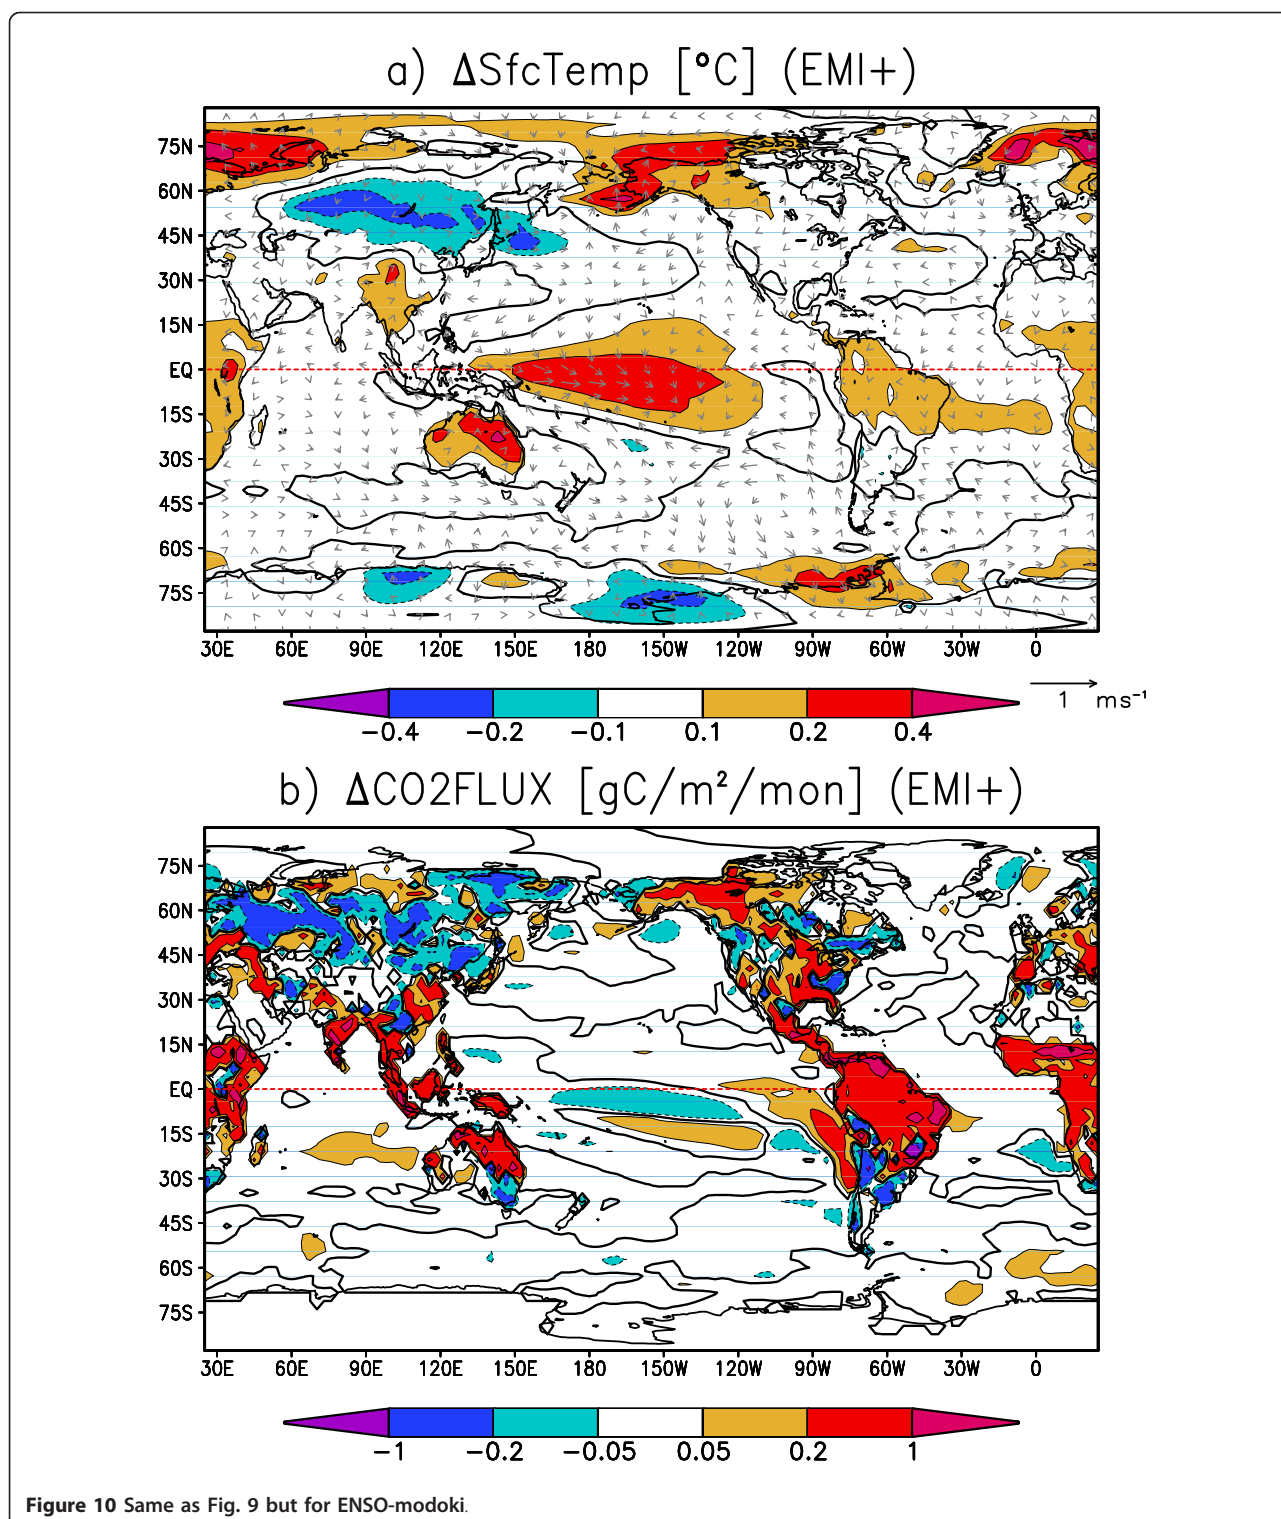 a) ΔSfcTemp [°C] (EMI+)
75N
60N
45N
30N
15N
EQ
15S
30S
45S
60S
75S
30E 60E 90E 120E 150E 180 150W 120W 90W 60W 30W 0
1 ms⁻¹
−0.4 −0.2 −0.1 0.1 0.2 0.4
b) ΔCO2FLUX [gC/m²/mon] (EMI+)
75N
60N
45N
30N
15N
EQ
15S
30S
45S
60S
75S
30E 60E 90E 120E 150E 180 150W 120W 90W 60W 30W 0
−1 −0.2 −0.05 0.05 0.2 1
Figure 10 Same as Fig. 9 but for ENSO-modoki.